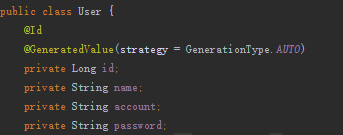 public class User {
@Id
@GeneratedValue(strategy = GenerationType.AUTO)
private Long id;
private String name;
private String account;
private String password;